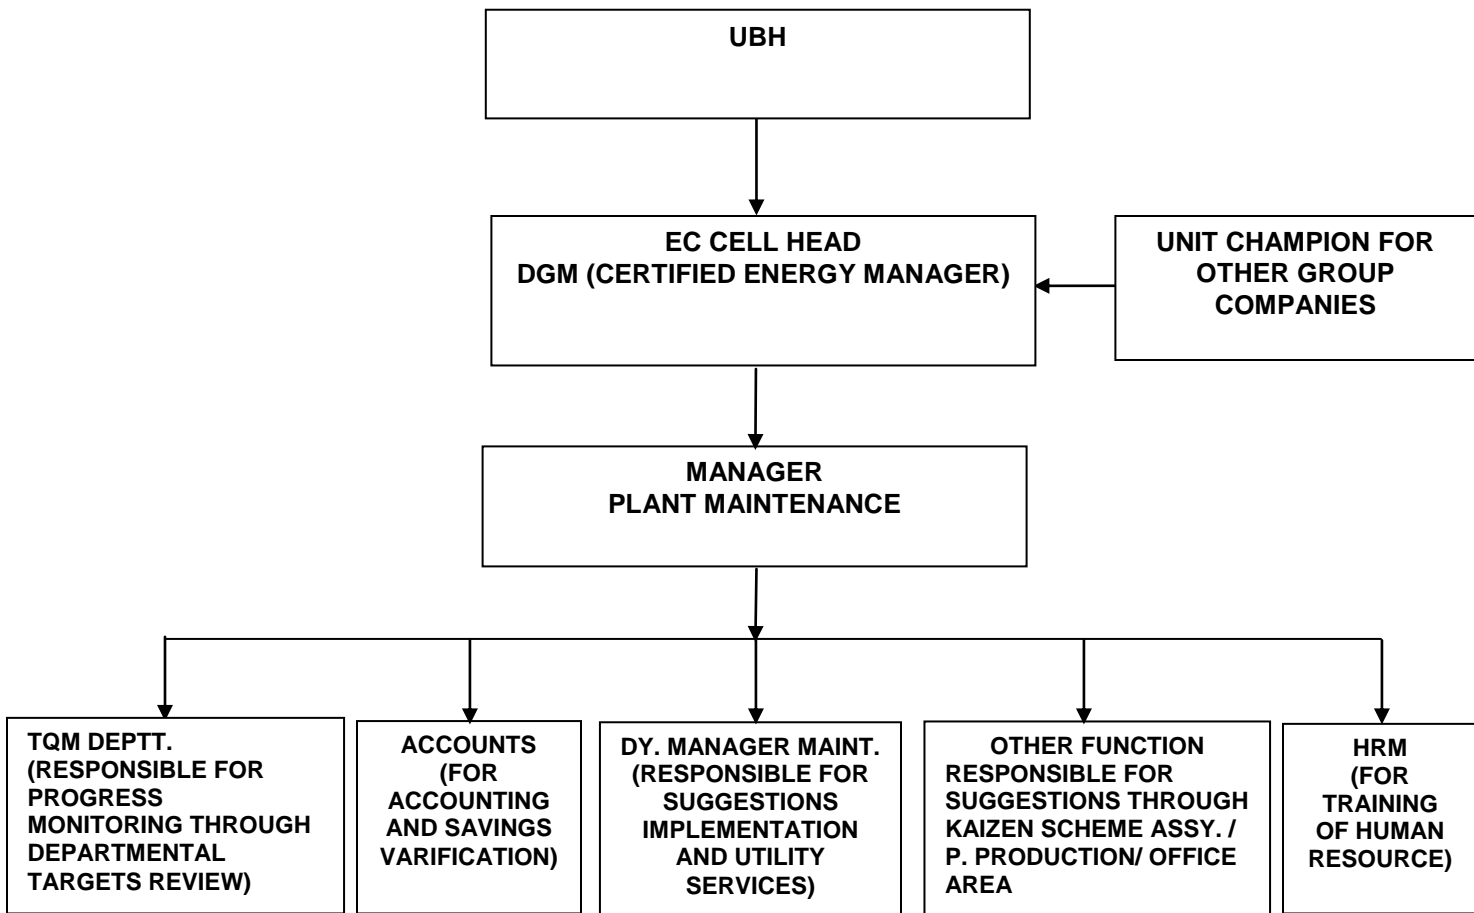 UBH
EC CELL HEAD
DGM (CERTIFIED ENERGY MANAGER)
UNIT CHAMPION FOR
OTHER GROUP
COMPANIES
MANAGER
PLANT MAINTENANCE
TQM DEPTT.
(RESPONSIBLE FOR
PROGRESS
MONITORING THROUGH
DEPARTMENTAL
TARGETS REVIEW)
ACCOUNTS
(FOR
ACCOUNTING
AND SAVINGS
VARIFICATION)
DY. MANAGER MAINT.
(RESPONSIBLE FOR
SUGGESTIONS
IMPLEMENTATION
AND UTILITY
SERVICES)
OTHER FUNCTION
RESPONSIBLE FOR
SUGGESTIONS THROUGH
KAIZEN SCHEME ASSY. /
P. PRODUCTION/ OFFICE
AREA
HRM
(FOR
TRAINING
OF HUMAN
RESOURCE)